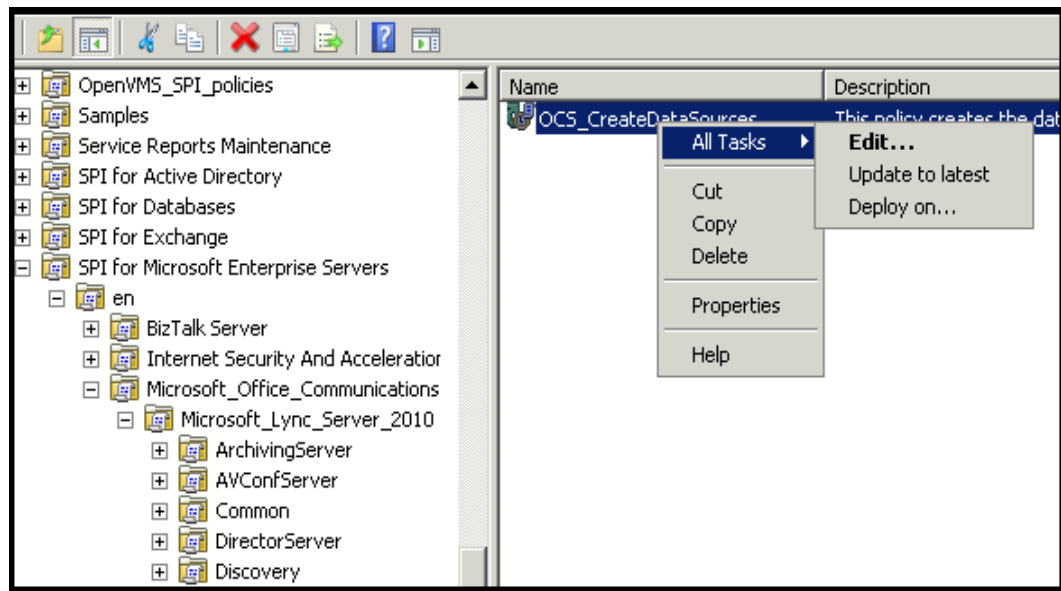 OpenVMS_SPI_policies
Samples
Service Reports Maintenance
SPI for Active Directory
SPI for Databases
SPI for Exchange
SPI for Microsoft Enterprise Servers
en
BizTalk Server
Internet Security And Acceleration
Microsoft_Office_Communications
Microsoft_Lync_Server_2010
ArchivingServer
AVConfServer
Common
DirectorServer
Discovery
Name Description
OCS_CreateDataSources This policy creates the dat
All Tasks
Cut
Copy
Delete
Properties
Help
Edit...
Update to latest
Deploy on...